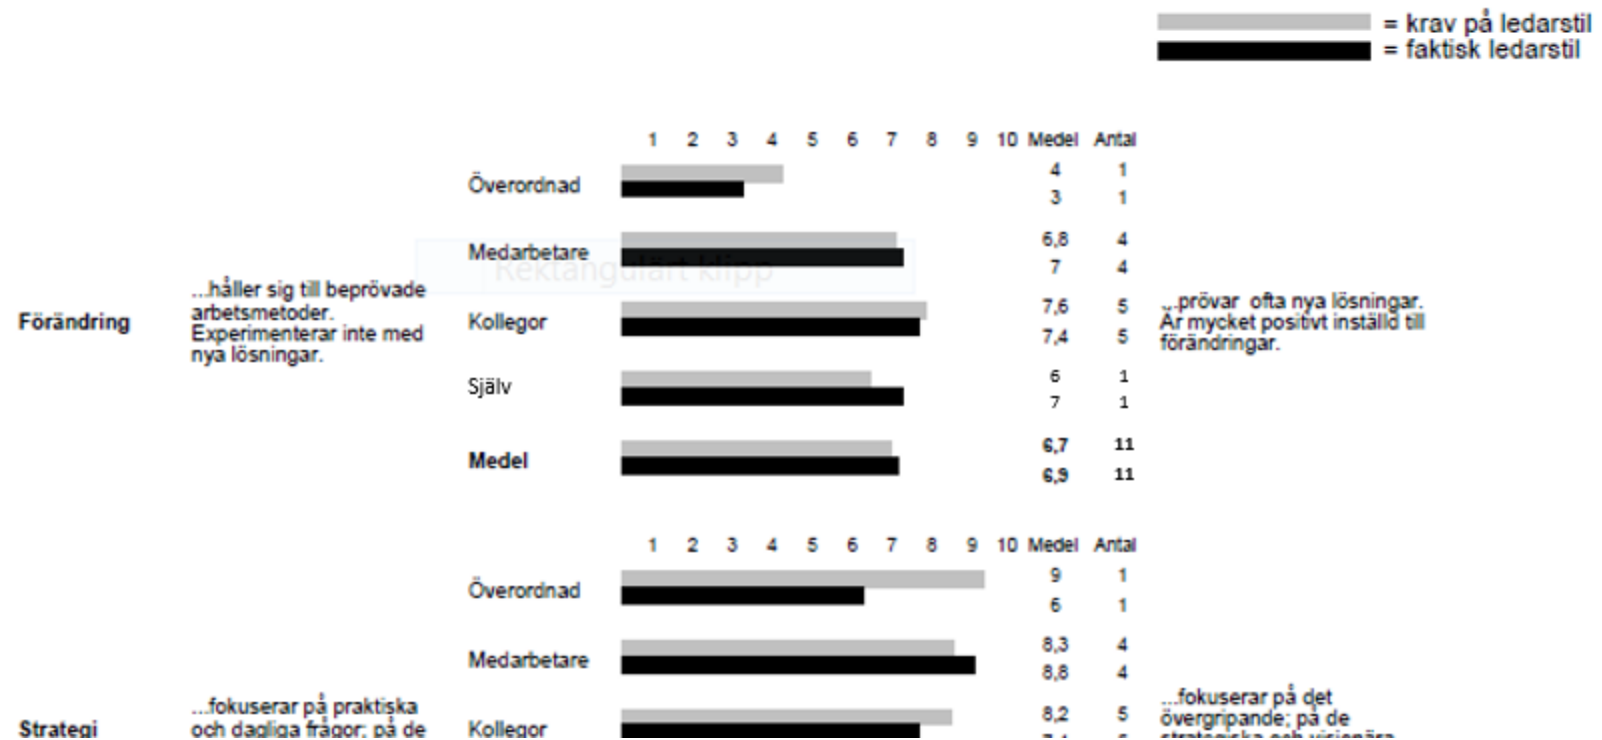 = krav på ledarstil
= faktisk ledarstil
1 2 3 4 5 6 7 8 9 10 Medel Antal
Överordnad 4 1
3 1
Medarbetare 6,8 4
7 4
Rektangulärt klipp
Förändring
...håller sig till beprövade
arbetsmetoder.
Experimenterar inte med
nya lösningar.
Kollegor 7,6 5
7,4 5
...prövar ofta nya lösningar.
Är mycket positivt inställd till
förändringar.
Själv 6 1
7 1
Medel 6,7 11
6,9 11
1 2 3 4 5 6 7 8 9 10 Medel Antal
Överordnad 9 1
6 1
Medarbetare 8,3 4
8,8 4
Strategi
...fokuserar på praktiska
och dagliga frågor; på de
Kollegor 8,2 5
...fokuserar på det
övergripande; på de
strategiska och visionära